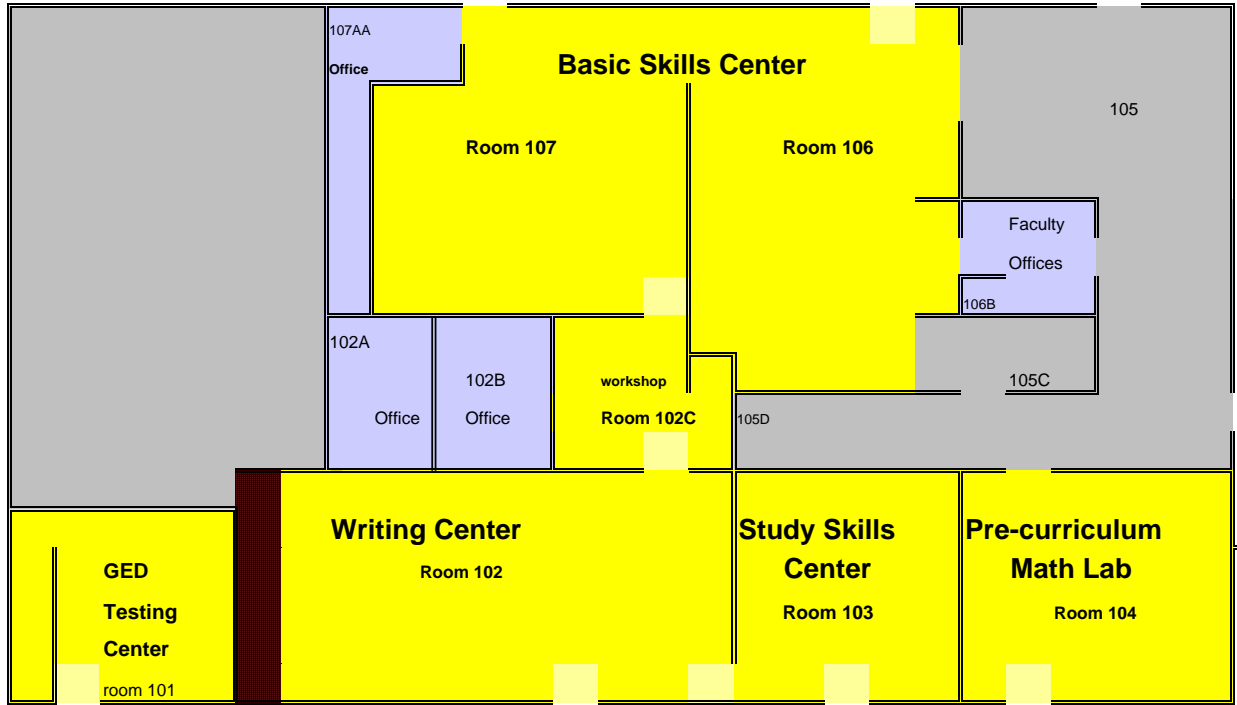 107AA
Office
Basic Skills Center
105
Room 107
Room 106
Faculty
Offices
106B
102A
Office
102B
Office
workshop
Room 102C
105D
105C
Writing Center
Room 102
Study Skills
Center
Room 103
Pre-curriculum
Math Lab
Room 104
GED
Testing
Center
room 101